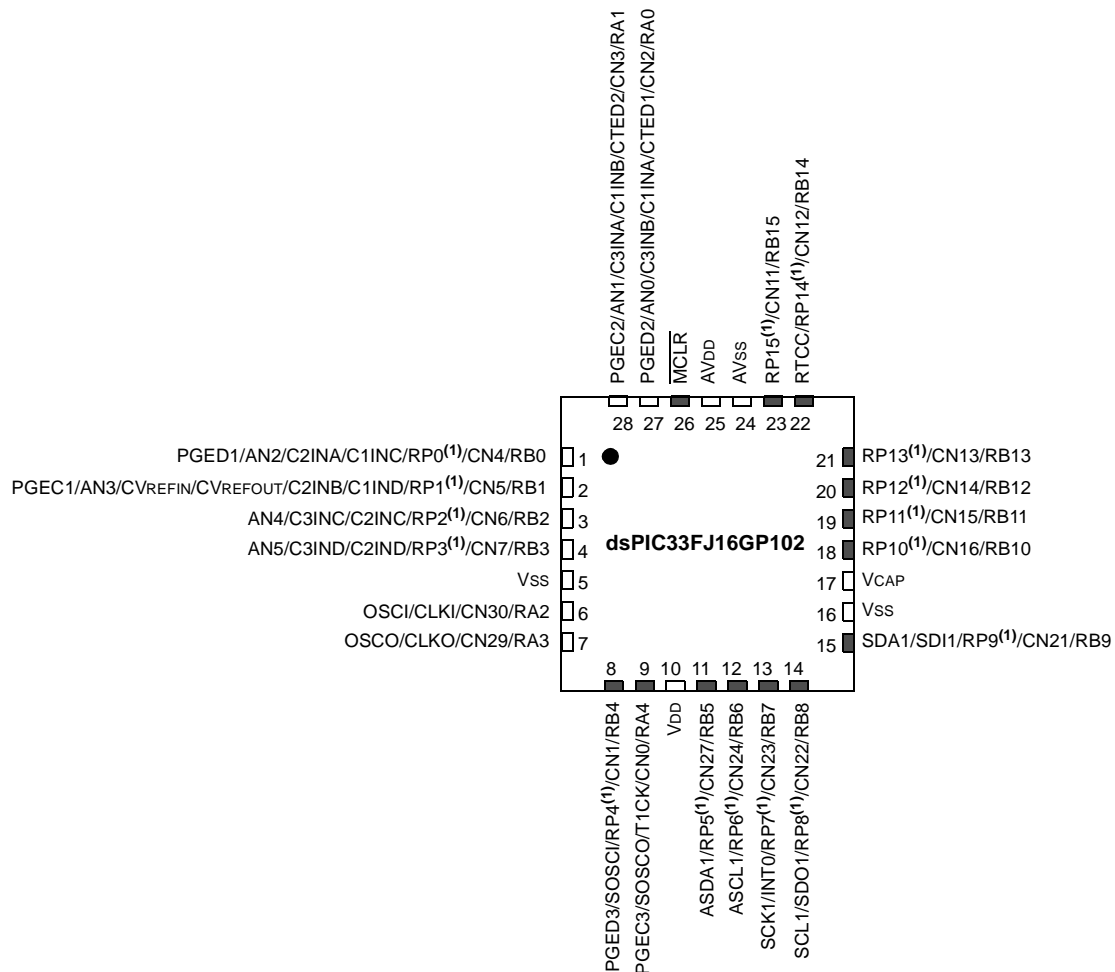 PGEC2/AN1/C3INA/C1INB/CTED2/CN3/RA1
PGED2/AN0/C3INB/C1INA/CTED1/CN2/RA0
MCLR
AVDD
AVSS
RP15(1)/CN11/RB15
RTCC/RP14(1)/CN12/RB14
28 27 26 25 24 23 22
PGED1/AN2/C2INA/C1INC/RP0(1)/CN4/RB0 1
PGEC1/AN3/CVREFIN/CVREFOUT/C2INB/C1IND/RP1(1)/CN5/RB1 2
AN4/C3INC/C2INC/RP2(1)/CN6/RB2 3
AN5/C3IND/C2IND/RP3(1)/CN7/RB3 4
VSS 5
OSCI/CLKI/CN30/RA2 6
OSCO/CLKO/CN29/RA3 7
dsPIC33FJ16GP102
21 RP13(1)/CN13/RB13
20 RP12(1)/CN14/RB12
19 RP11(1)/CN15/RB11
18 RP10(1)/CN16/RB10
17 VCAP
16 VSS
15 SDA1/SDI1/RP9(1)/CN21/RB9
8 9 10 11 12 13 14
PGED3/SOSCI/RP4(1)/CN1/RB4
PGEC3/SOSCO/T1CK/CN0/RA4
VDD
ASDA1/RP5(1)/CN27/RB5
ASCL1/RP6(1)/CN24/RB6
SCK1/INT0/RP7(1)/CN23/RB7
SCL1/SDO1/RP8(1)/CN22/RB8